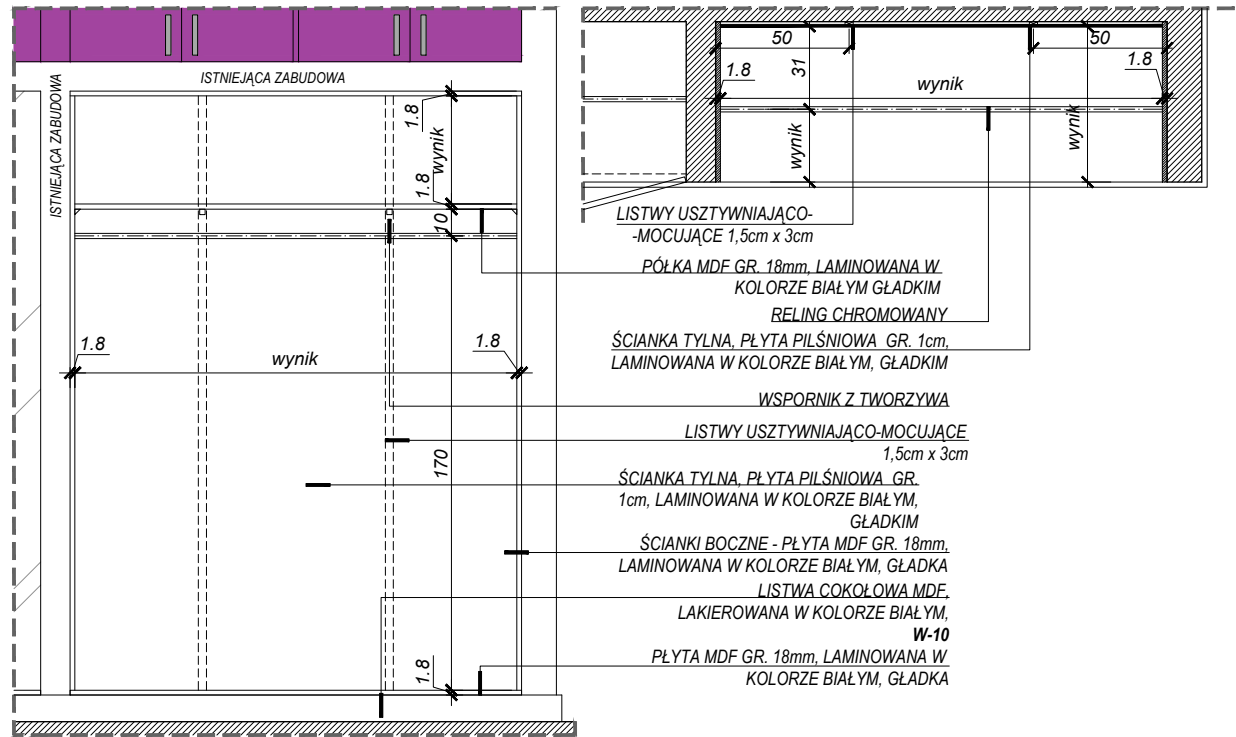 ISTNIEJĄCA ZABUDOWA
ISTNIEJĄCA ZABUDOWA
1.8
wynik
1.8
10
1.8
wynik
1.8
170
1.8
50
50
31
1.8
1.8
wynik
wynik
wynik
LISTWY USZTYWNIAJĄCO-
-MOCUJĄCE 1,5cm x 3cm
PÓŁKA MDF GR. 18mm, LAMINOWANA W
KOLORZE BIAŁYM GŁADKIM
RELING CHROMOWANY
ŚCIANKA TYLNA, PŁYTA PILŚNIOWA GR. 1cm,
LAMINOWANA W KOLORZE BIAŁYM, GŁADKIM
WSPORNIK Z TWORZYWA
LISTWY USZTYWNIAJĄCO-MOCUJĄCE
1,5cm x 3cm
ŚCIANKA TYLNA, PŁYTA PILŚNIOWA GR.
1cm, LAMINOWANA W KOLORZE BIAŁYM,
GŁADKIM
ŚCIANKI BOCZNE - PŁYTA MDF GR. 18mm,
LAMINOWANA W KOLORZE BIAŁYM, GŁADKA
LISTWA COKOŁOWA MDF,
LAKIEROWANA W KOLORZE BIAŁYM,
W-10
PŁYTA MDF GR. 18mm, LAMINOWANA W
KOLORZE BIAŁYM, GŁADKA